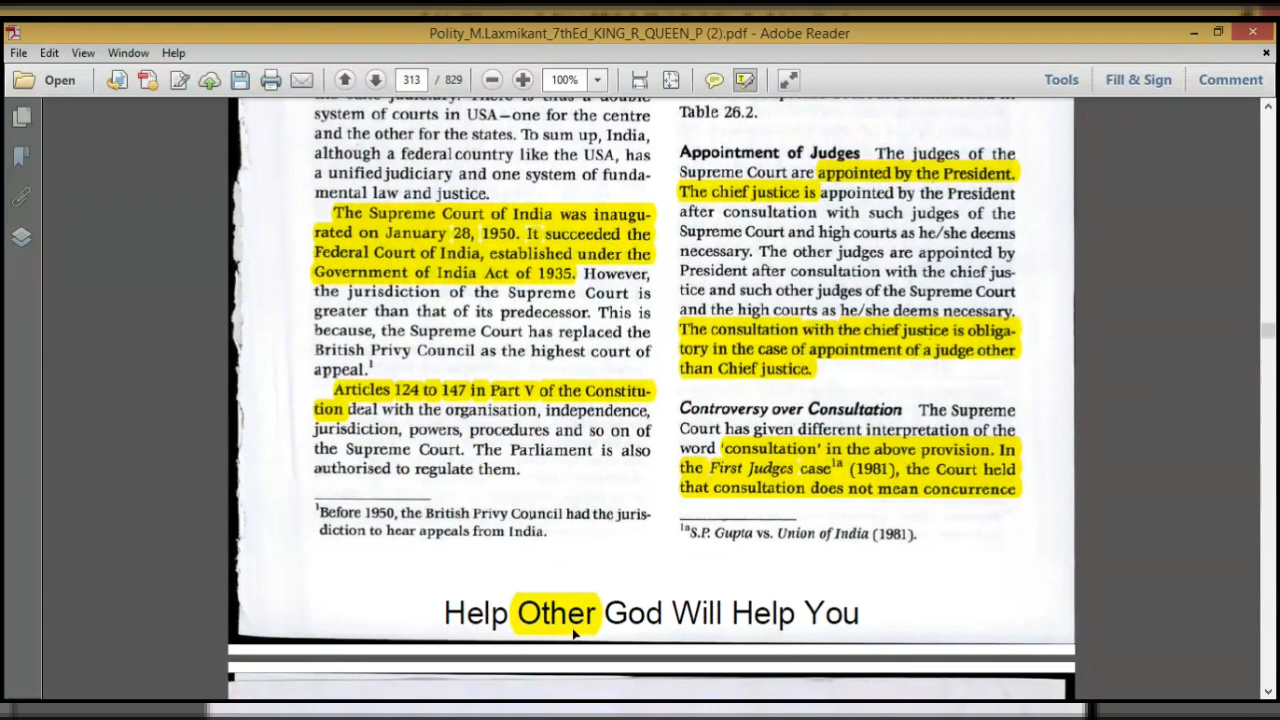 Polity_M.Laxmikant_7thEd_KING_R_QUEEN_P (2).pdf - Adobe Reader
File Edit View Window Help
Open 313 / 829 100% Tools Fill & Sign Comment
system of courts in USA—one for the centre
and the other for the states. To sum up, India,
although a federal country like the USA, has
a unified judiciary and one system of funda-
mental law and justice.
The Supreme Court of India was inaugu-
rated on January 28, 1950. It succeeded the
Federal Court of India, established under the
Government of India Act of 1935. However,
the jurisdiction of the Supreme Court is
greater than that of its predecessor. This is
because, the Supreme Court has replaced the
British Privy Council as the highest court of
appeal.1
Articles 124 to 147 in Part V of the Constitu-
tion deal with the organisation, independence,
jurisdiction, powers, procedures and so on of
the Supreme Court. The Parliament is also
authorised to regulate them.
1Before 1950, the British Privy Council had the juris-
diction to hear appeals from India.
Table 26.2.
Appointment of Judges The judges of the
Supreme Court are appointed by the President.
The chief justice is appointed by the President
after consultation with such judges of the
Supreme Court and high courts as he/she deems
necessary. The other judges are appointed by
President after consultation with the chief jus-
tice and such other judges of the Supreme Court
and the high courts as he/she deems necessary.
The consultation with the chief justice is obliga-
tory in the case of appointment of a judge other
than Chief justice.
Controversy over Consultation The Supreme
Court has given different interpretation of the
word 'consultation' in the above provision. In
the First Judges case1a (1981), the Court held
that consultation does not mean concurrence
1aS.P. Gupta vs. Union of India (1981).
Help Other God Will Help You